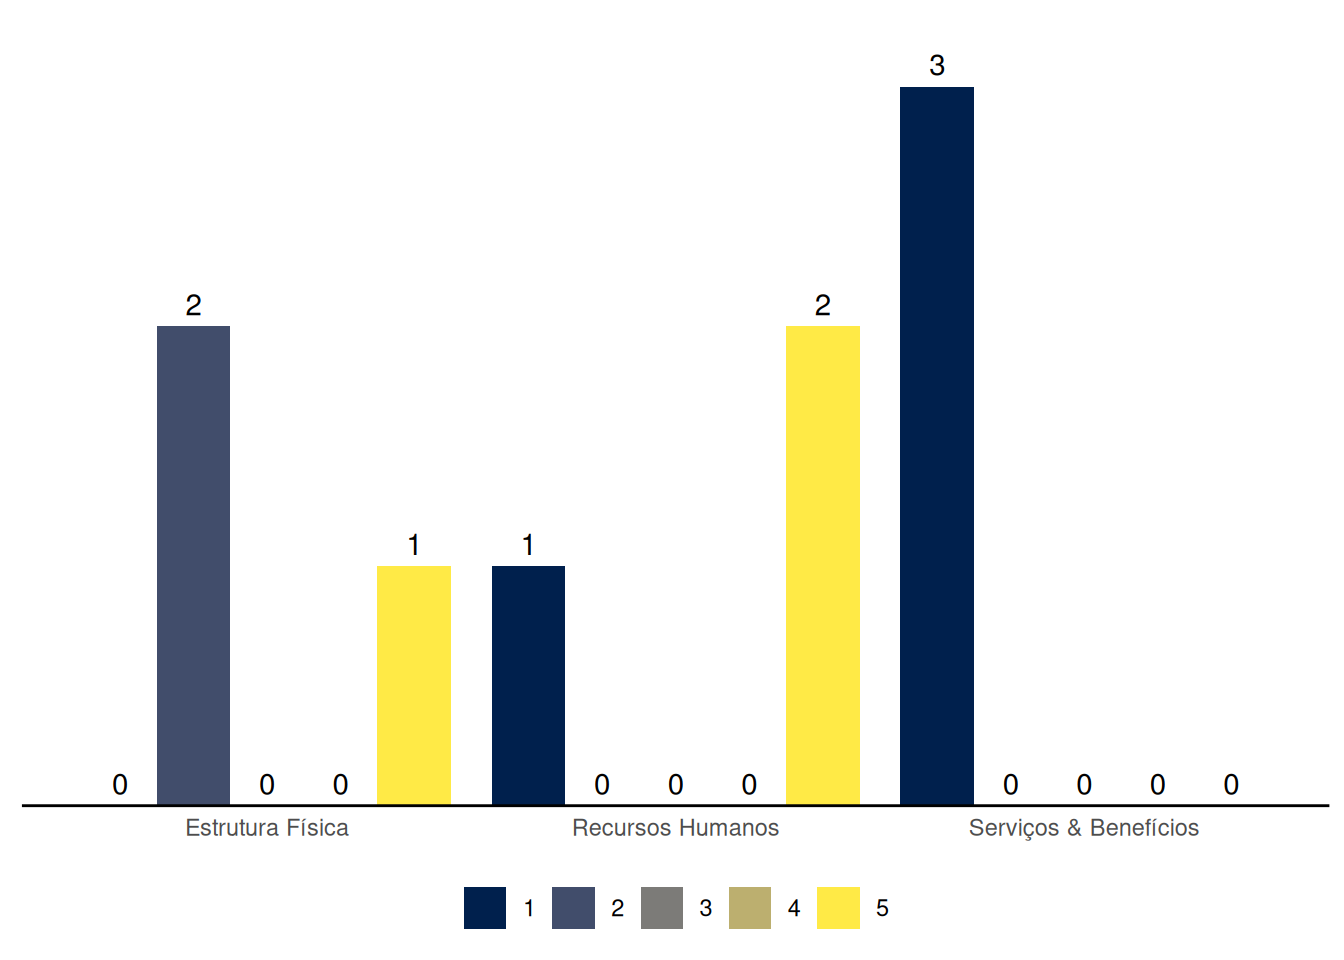 3
2 2
1 1
0 0 0 0 0 0 0 0 0 0
Estrutura Física Recursos Humanos Serviços & Benefícios
1 2 3 4 5